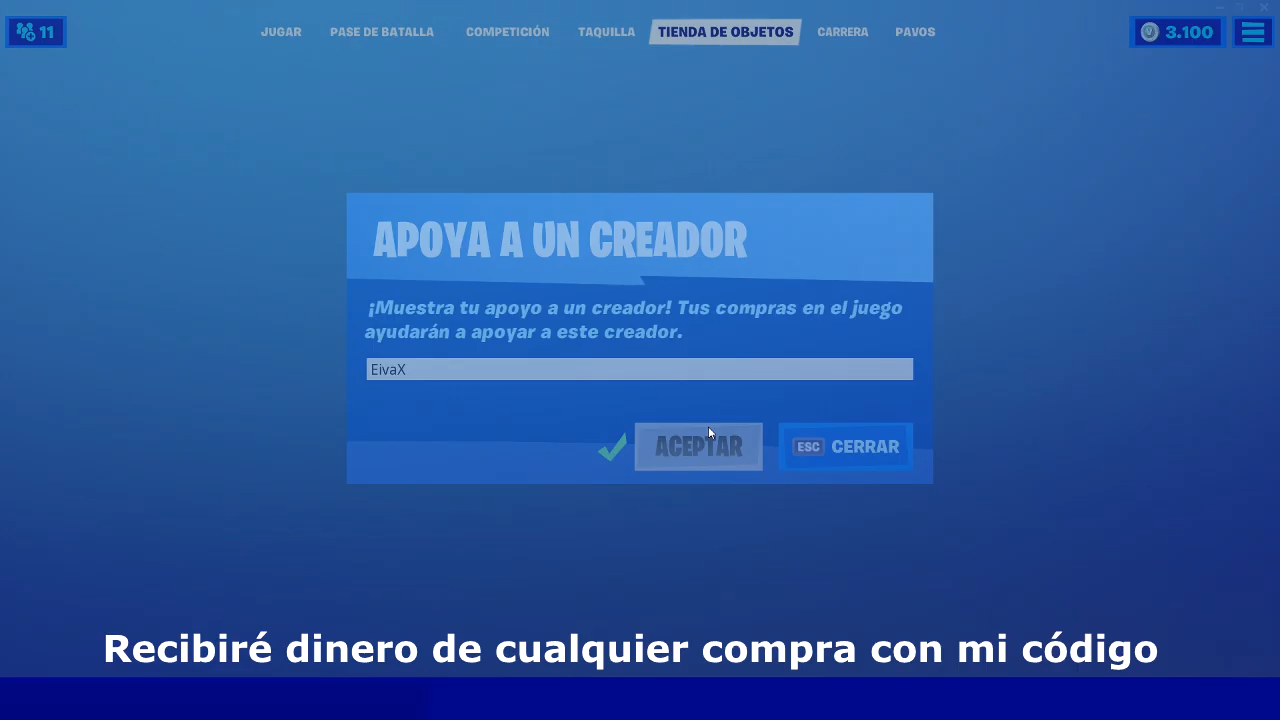 11
JUGAR
PASE DE BATALLA
COMPETICIÓN
TAQUILLA
TIENDA DE OBJETOS
CARRERA
PAVOS
3.100
APOYA A UN CREADOR
¡Muestra tu apoyo a un creador! Tus compras en el juego
ayudarán a apoyar a este creador.
EivaX
ACEPTAR
ESC CERRAR
Recibiré dinero de cualquier compra con mi código